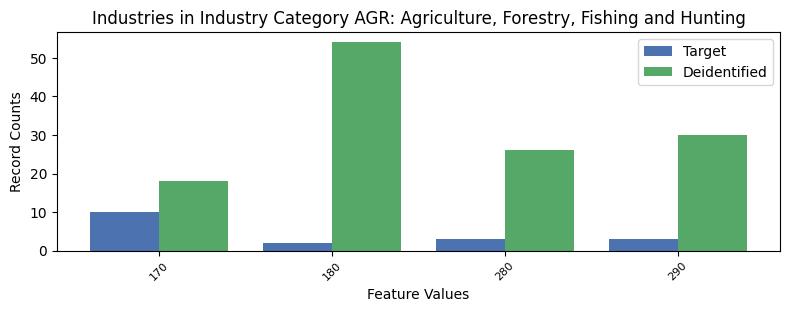 Industries in Industry Category AGR: Agriculture, Forestry, Fishing and Hunting
Target
Deidentified
Record Counts
50
40
30
20
10
0
170
180
280
290
Feature Values